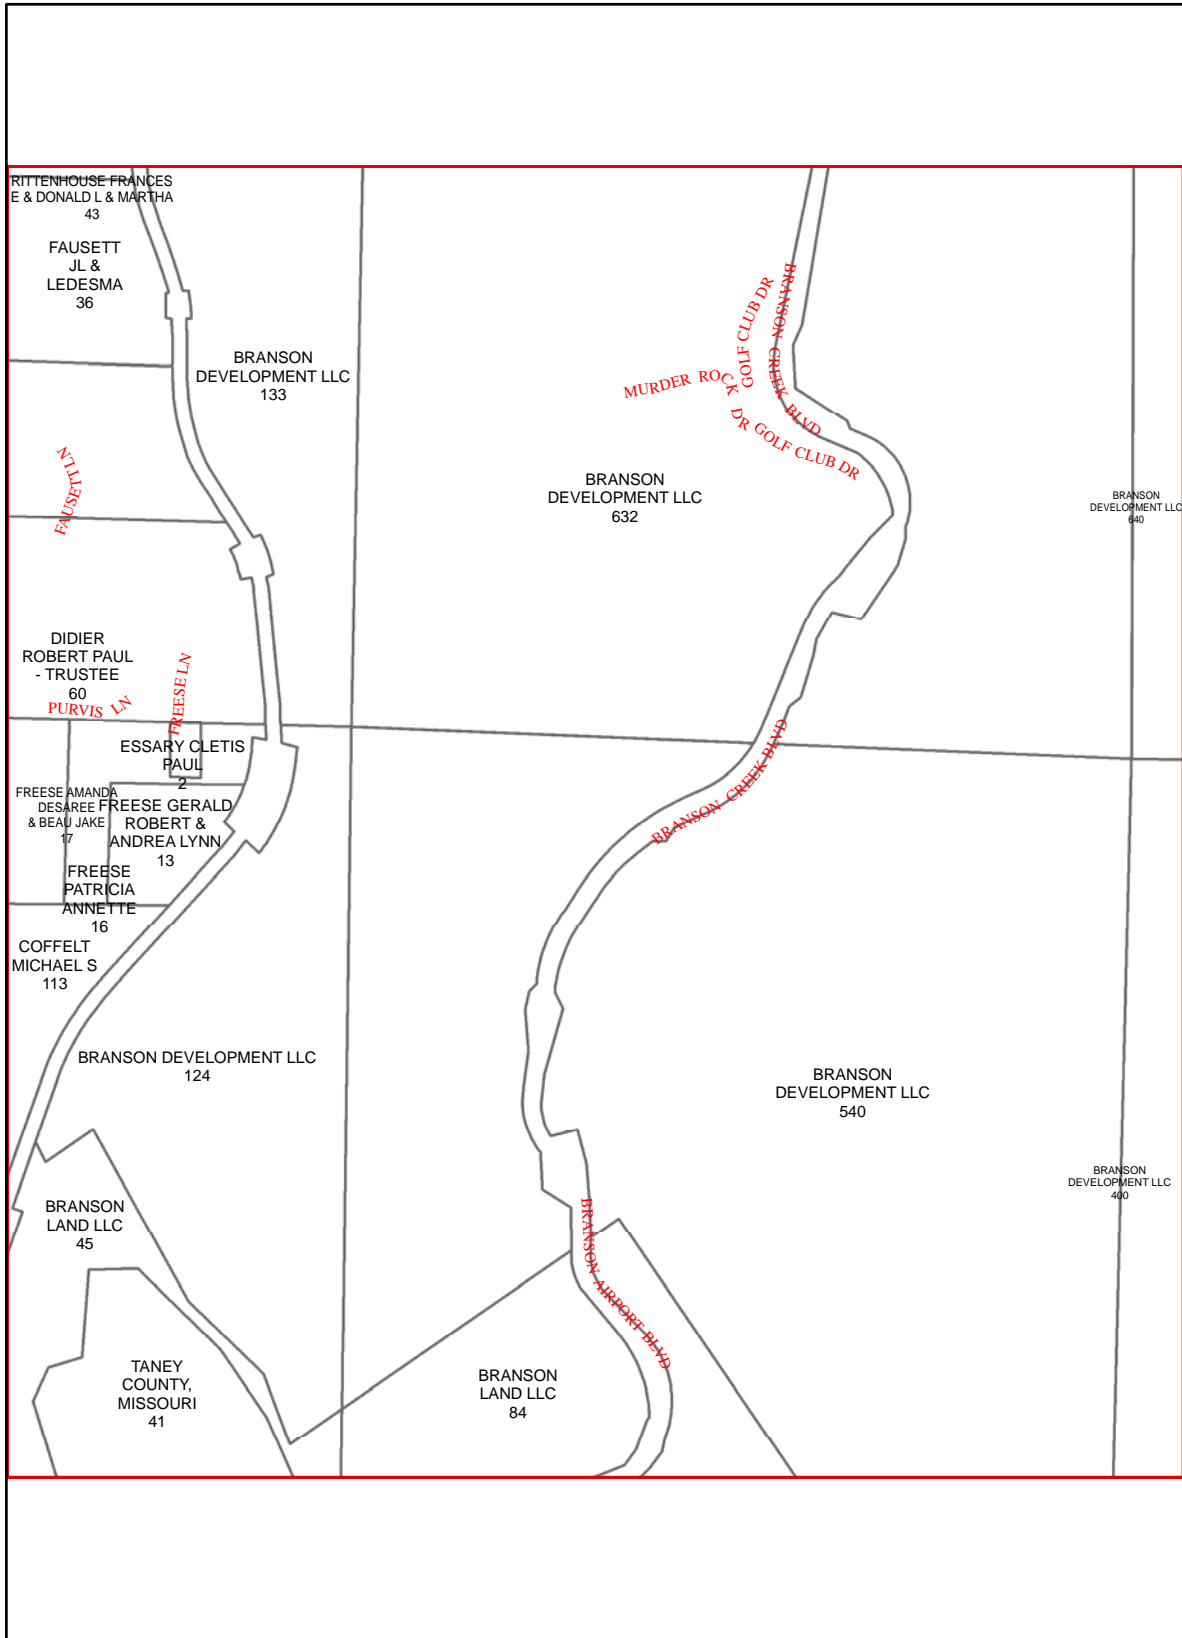 RITTENHOUSE FRANCES
E & DONALD L & MARTHA
43
FAUSETT
JL &
LEDESMA
36
BRANSON
DEVELOPMENT LLC
133
GOLF CLUB DR
BRANSON CREEK BLVD
MURDER ROCK DR
GOLF CLUB DR
FAUSETT LN
BRANSON
DEVELOPMENT LLC
632
BRANSON
DEVELOPMENT LLC
640
DIDIER
ROBERT PAUL
- TRUSTEE
60
PURVIS LN
FREESE LN
ESSARY CLETIS
PAUL
2
FREESE AMANDA
DESAREE
& BEAU JAKE
17
FREESE GERALD
ROBERT &
ANDREA LYNN
13
BRANSON CREEK BLVD
FREESE
PATRICIA
ANNETTE
16
COFFELT
MICHAEL S
113
BRANSON DEVELOPMENT LLC
124
BRANSON
DEVELOPMENT LLC
540
BRANSON
DEVELOPMENT LLC
400
BRANSON
LAND LLC
45
BRANSON AIRPORT BLVD
TANEY
COUNTY,
MISSOURI
41
BRANSON
LAND LLC
84